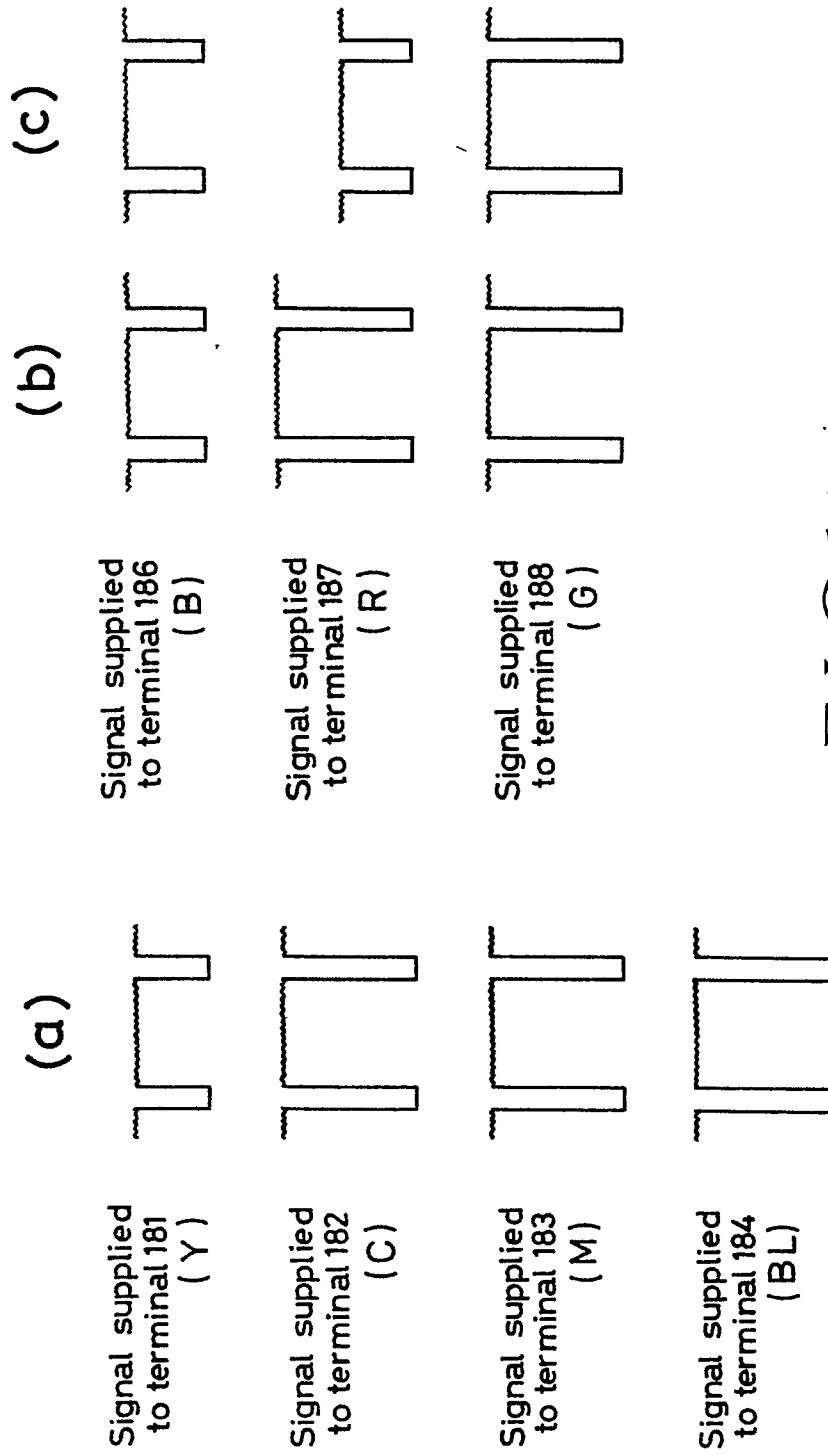 (a)
(b)
(c)
Signal supplied
to terminal 181
(Y)
Signal supplied
to terminal 182
(C)
Signal supplied
to terminal 183
(M)
Signal supplied
to terminal 184
(BL)
Signal supplied
to terminal 186
(B)
Signal supplied
to terminal 187
(R)
Signal supplied
to terminal 188
(G)